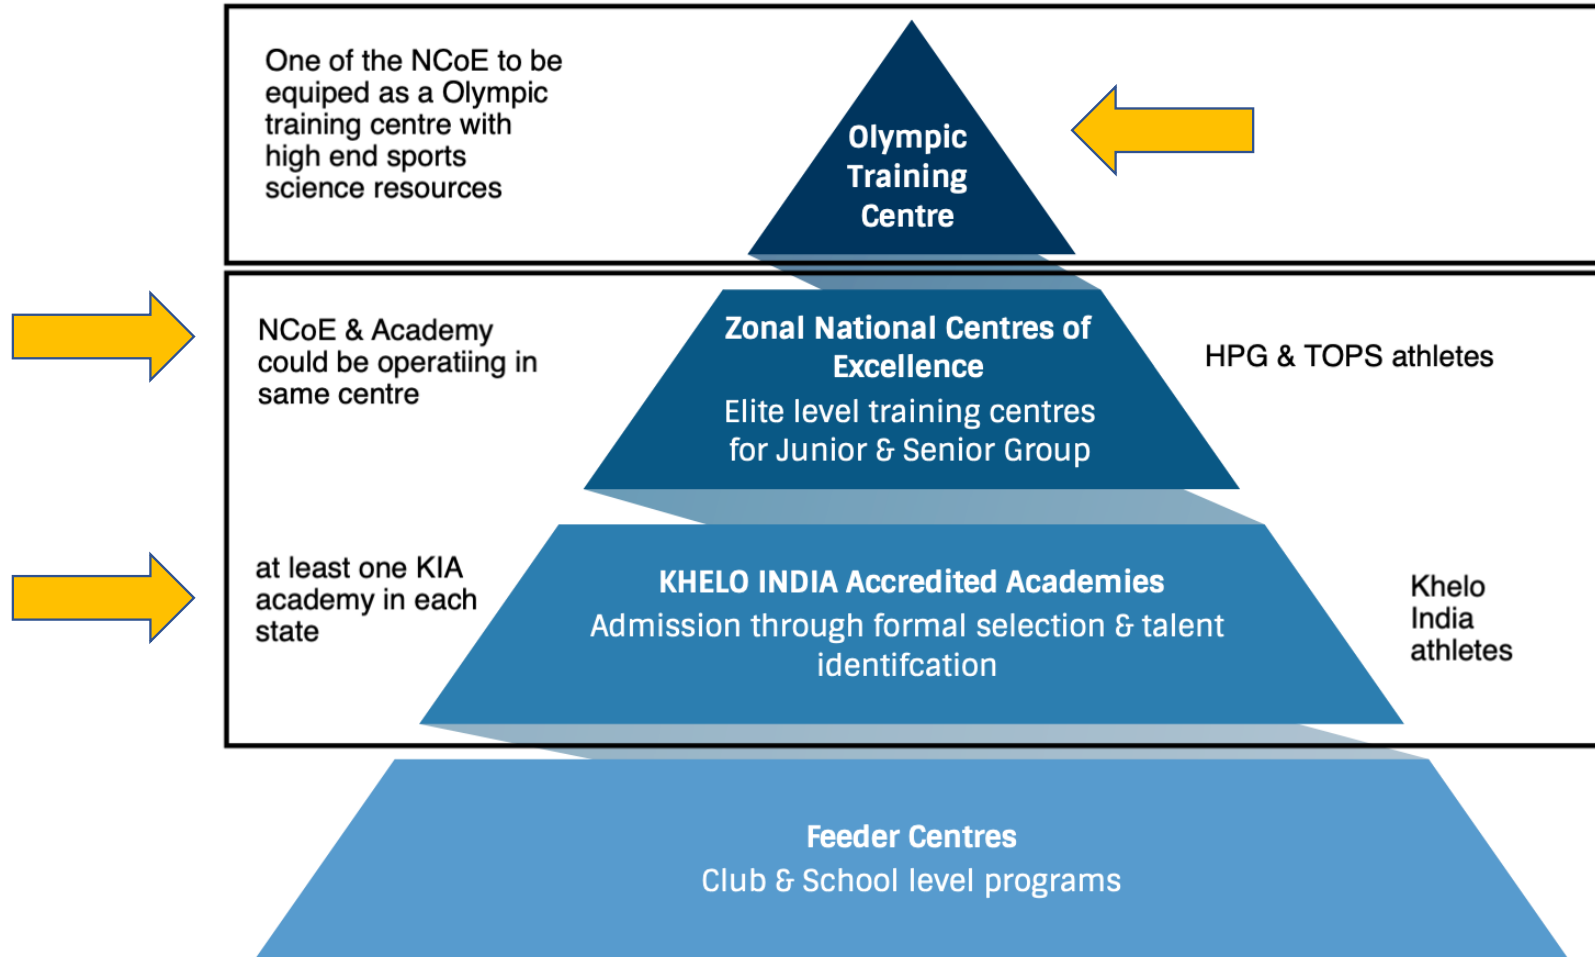 One of the NCoE to be
equiped as a Olympic
training centre with
high end sports
science resources
Olympic
Training
Centre
NCoE & Academy
could be operatiing in
same centre
Zonal National Centres of
Excellence
Elite level training centres
for Junior & Senior Group
HPG & TOPS athletes
at least one KIA
academy in each
state
KHELO INDIA Accredited Academies
Admission through formal selection & talent
identifcation
Khelo
India
athletes
Feeder Centres
Club & School level programs